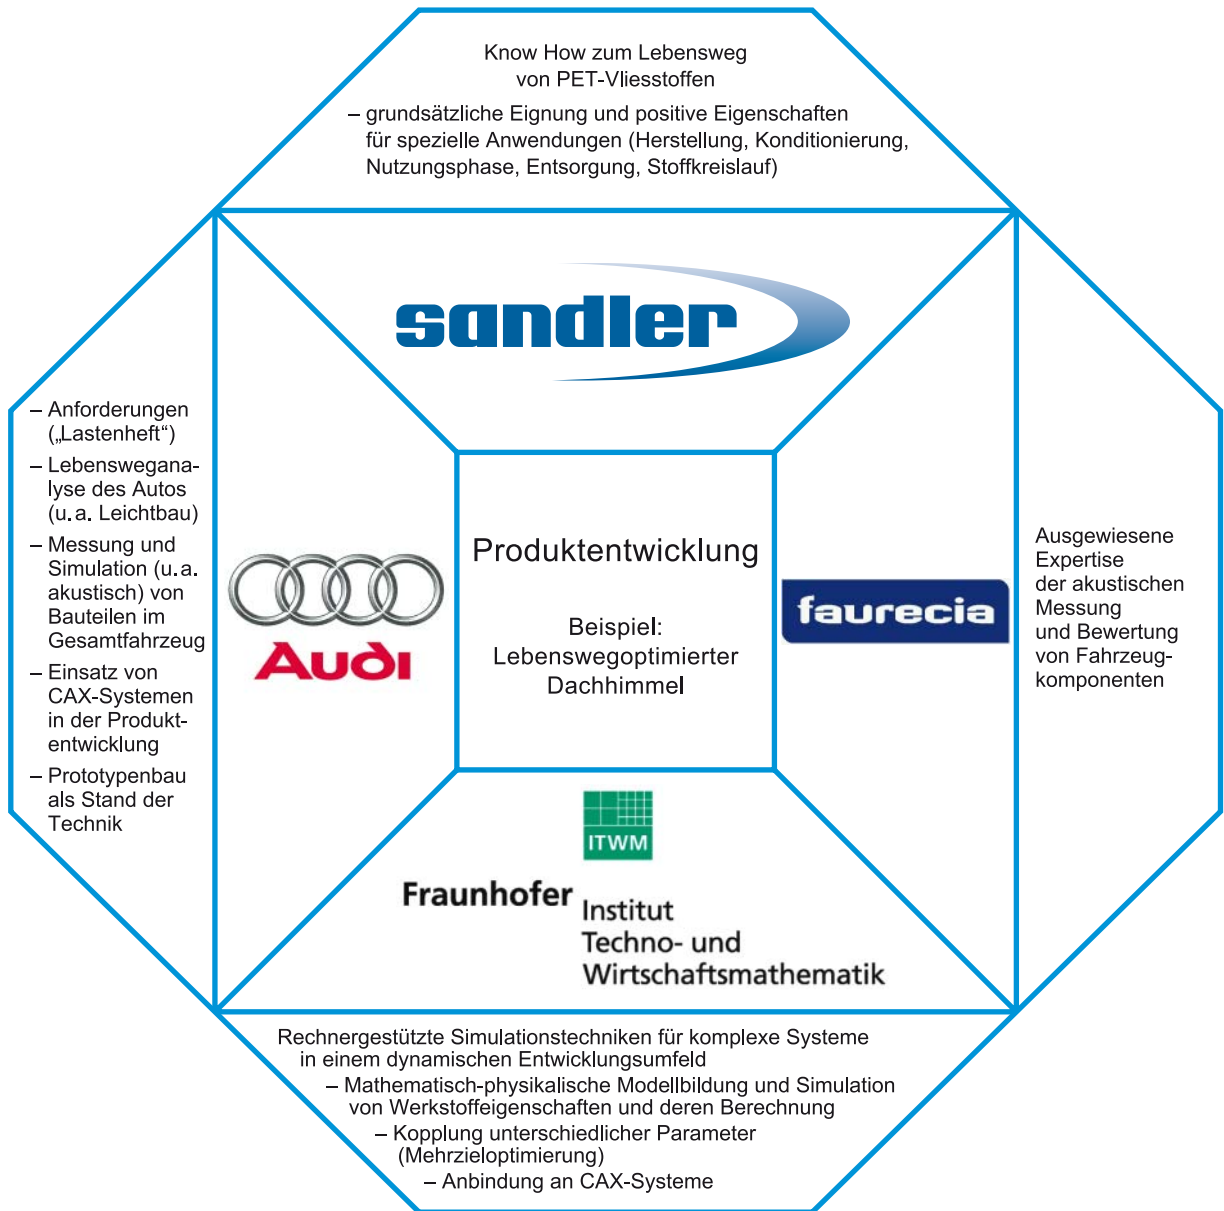 Know How zum Lebensweg
von PET-Vliesstoffen
– grundsätzliche Eignung und positive Eigenschaften
für spezielle Anwendungen (Herstellung, Konditionierung,
Nutzungsphase, Entsorgung, Stoffkreislauf)
sandler
– Anforderungen
(„Lastenheft“)
– Lebenswegana-
lyse des Autos
(u. a. Leichtbau)
– Messung und
Simulation (u. a.
akustisch) von
Bauteilen im
Gesamtfahrzeug
– Einsatz von
CAX-Systemen
in der Produkt-
entwicklung
– Prototypenbau
als Stand der
Technik
Audi
Produktentwicklung
Beispiel:
Lebenswegoptimierter
Dachhimmel
faurecia
Ausgewiesene
Expertise
der akustischen
Messung
und Bewertung
von Fahrzeug-
komponenten
ITWM
Fraunhofer
Institut
Techno- und
Wirtschaftsmathematik
Rechnergestützte Simulationstechniken für komplexe Systeme
in einem dynamischen Entwicklungsumfeld
– Mathematisch-physikalische Modellbildung und Simulation
von Werkstoffeigenschaften und deren Berechnung
– Kopplung unterschiedlicher Parameter
(Mehrzieloptimierung)
– Anbindung an CAX-Systeme